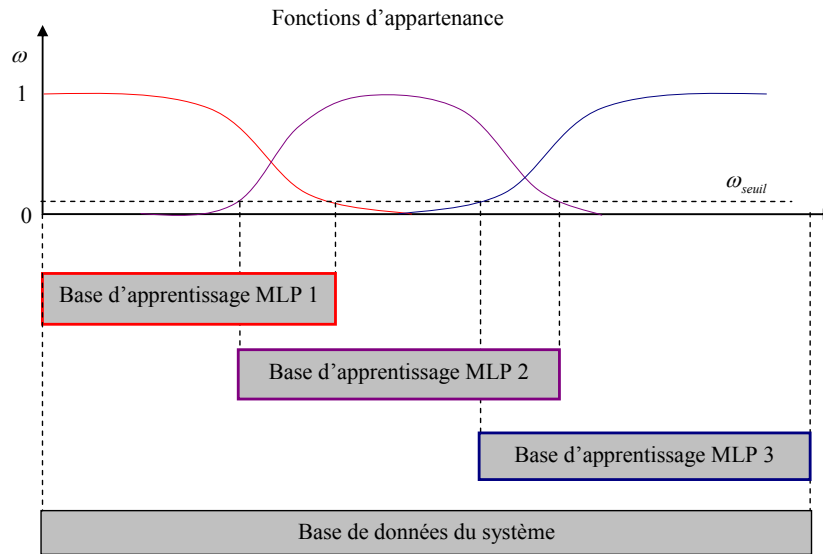 Fonctions d'appartenance
ω
1
ω_seuil
0
Base d'apprentissage MLP 1
Base d'apprentissage MLP 2
Base d'apprentissage MLP 3
Base de données du système